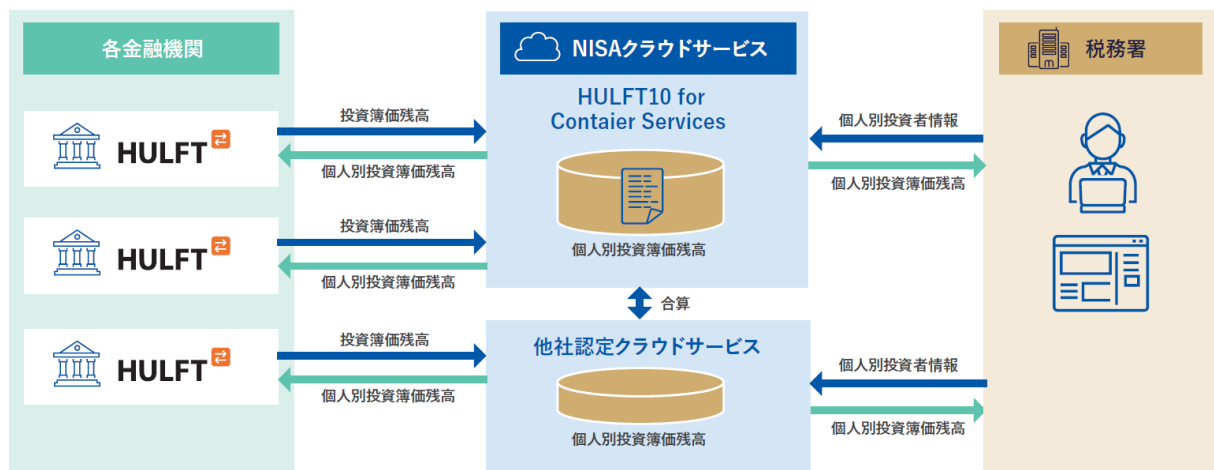 各金融機関
HULFT
HULFT
HULFT
投資簿価残高
個人別投資簿価残高
投資簿価残高
個人別投資簿価残高
投資簿価残高
個人別投資簿価残高
NISAクラウドサービス
HULFT10 for
Contaier Services
個人別投資簿価残高
合算
他社認定クラウドサービス
個人別投資簿価残高
個人別投資者情報
個人別投資簿価残高
個人別投資者情報
個人別投資簿価残高
税務署